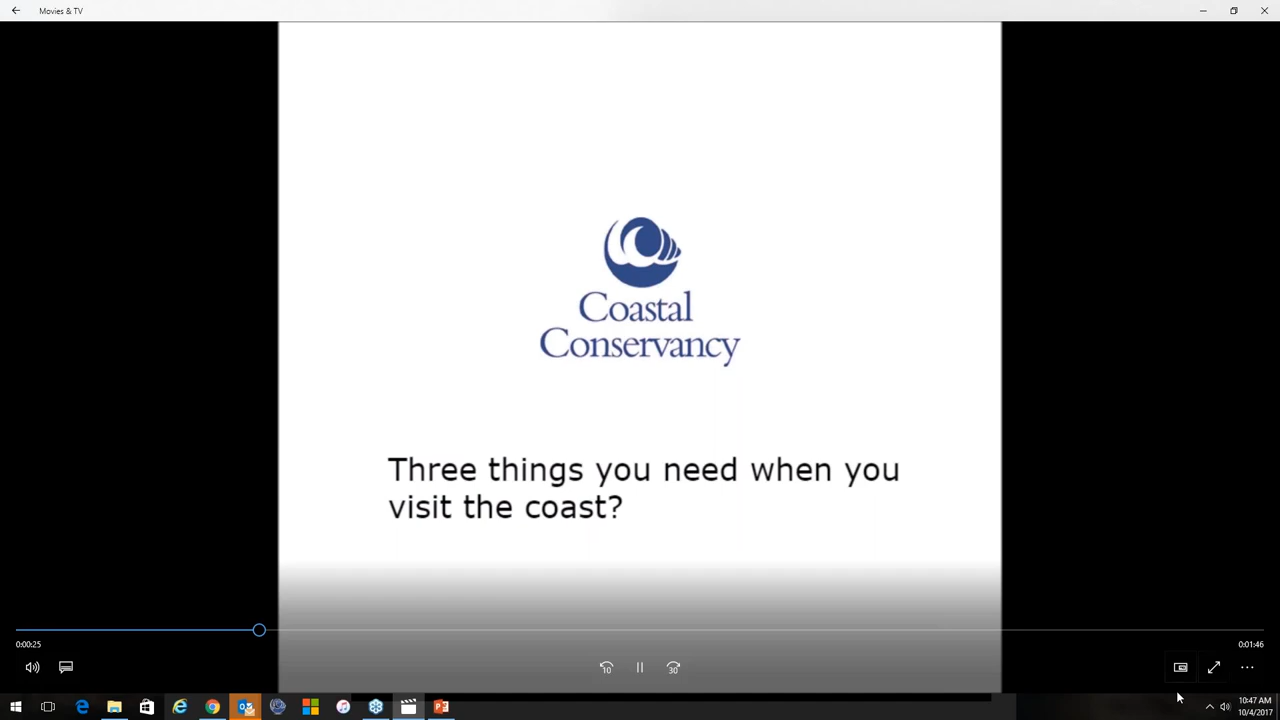 Movies & TV
Coastal
Conservancy
Three things you need when you
visit the coast?
0:00:25
0:01:46
10
30
10:47 AM
10/4/2017